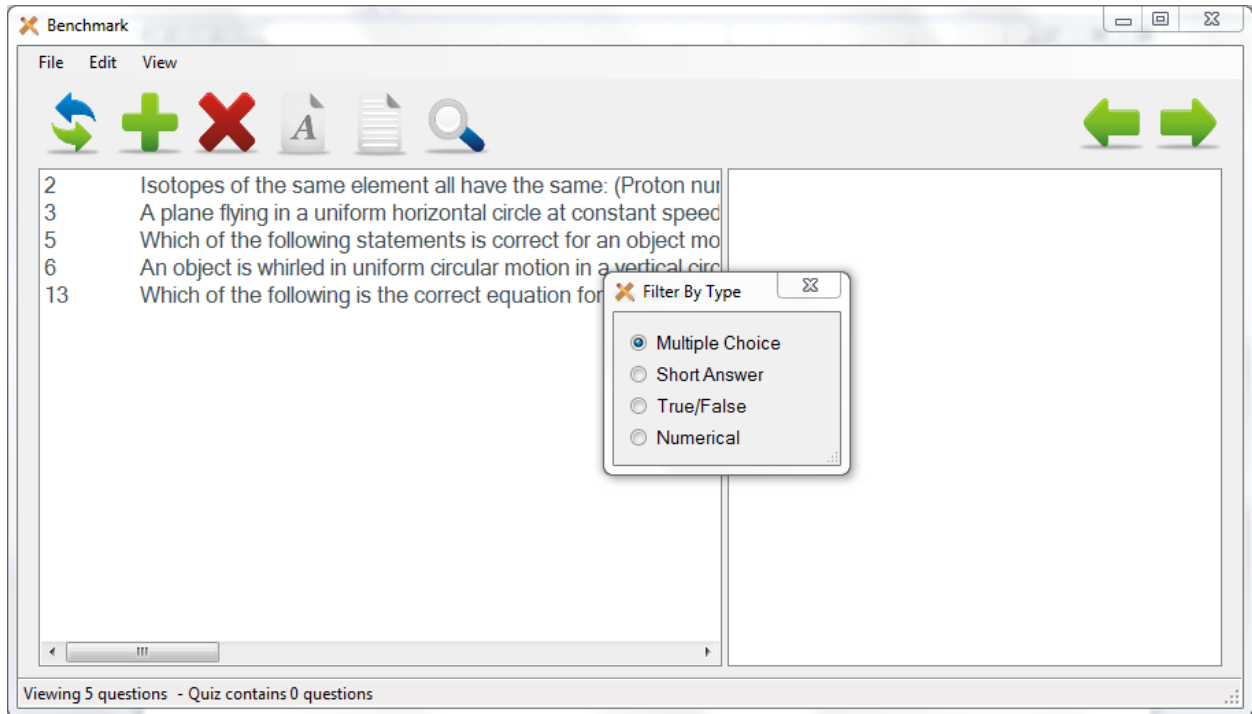 Benchmark
File Edit View
A
2 Isotopes of the same element all have the same: (Proton
3 A plane flying in a uniform horizontal circle at constant speed
5 Which of the following statements is correct for an object
6 An object is whirled in uniform circular motion in a vertical
13 Which of the following is the correct equation for
Filter By Type
Multiple Choice
Short Answer
True/False
Numerical
Viewing 5 questions - Quiz contains 0 questions